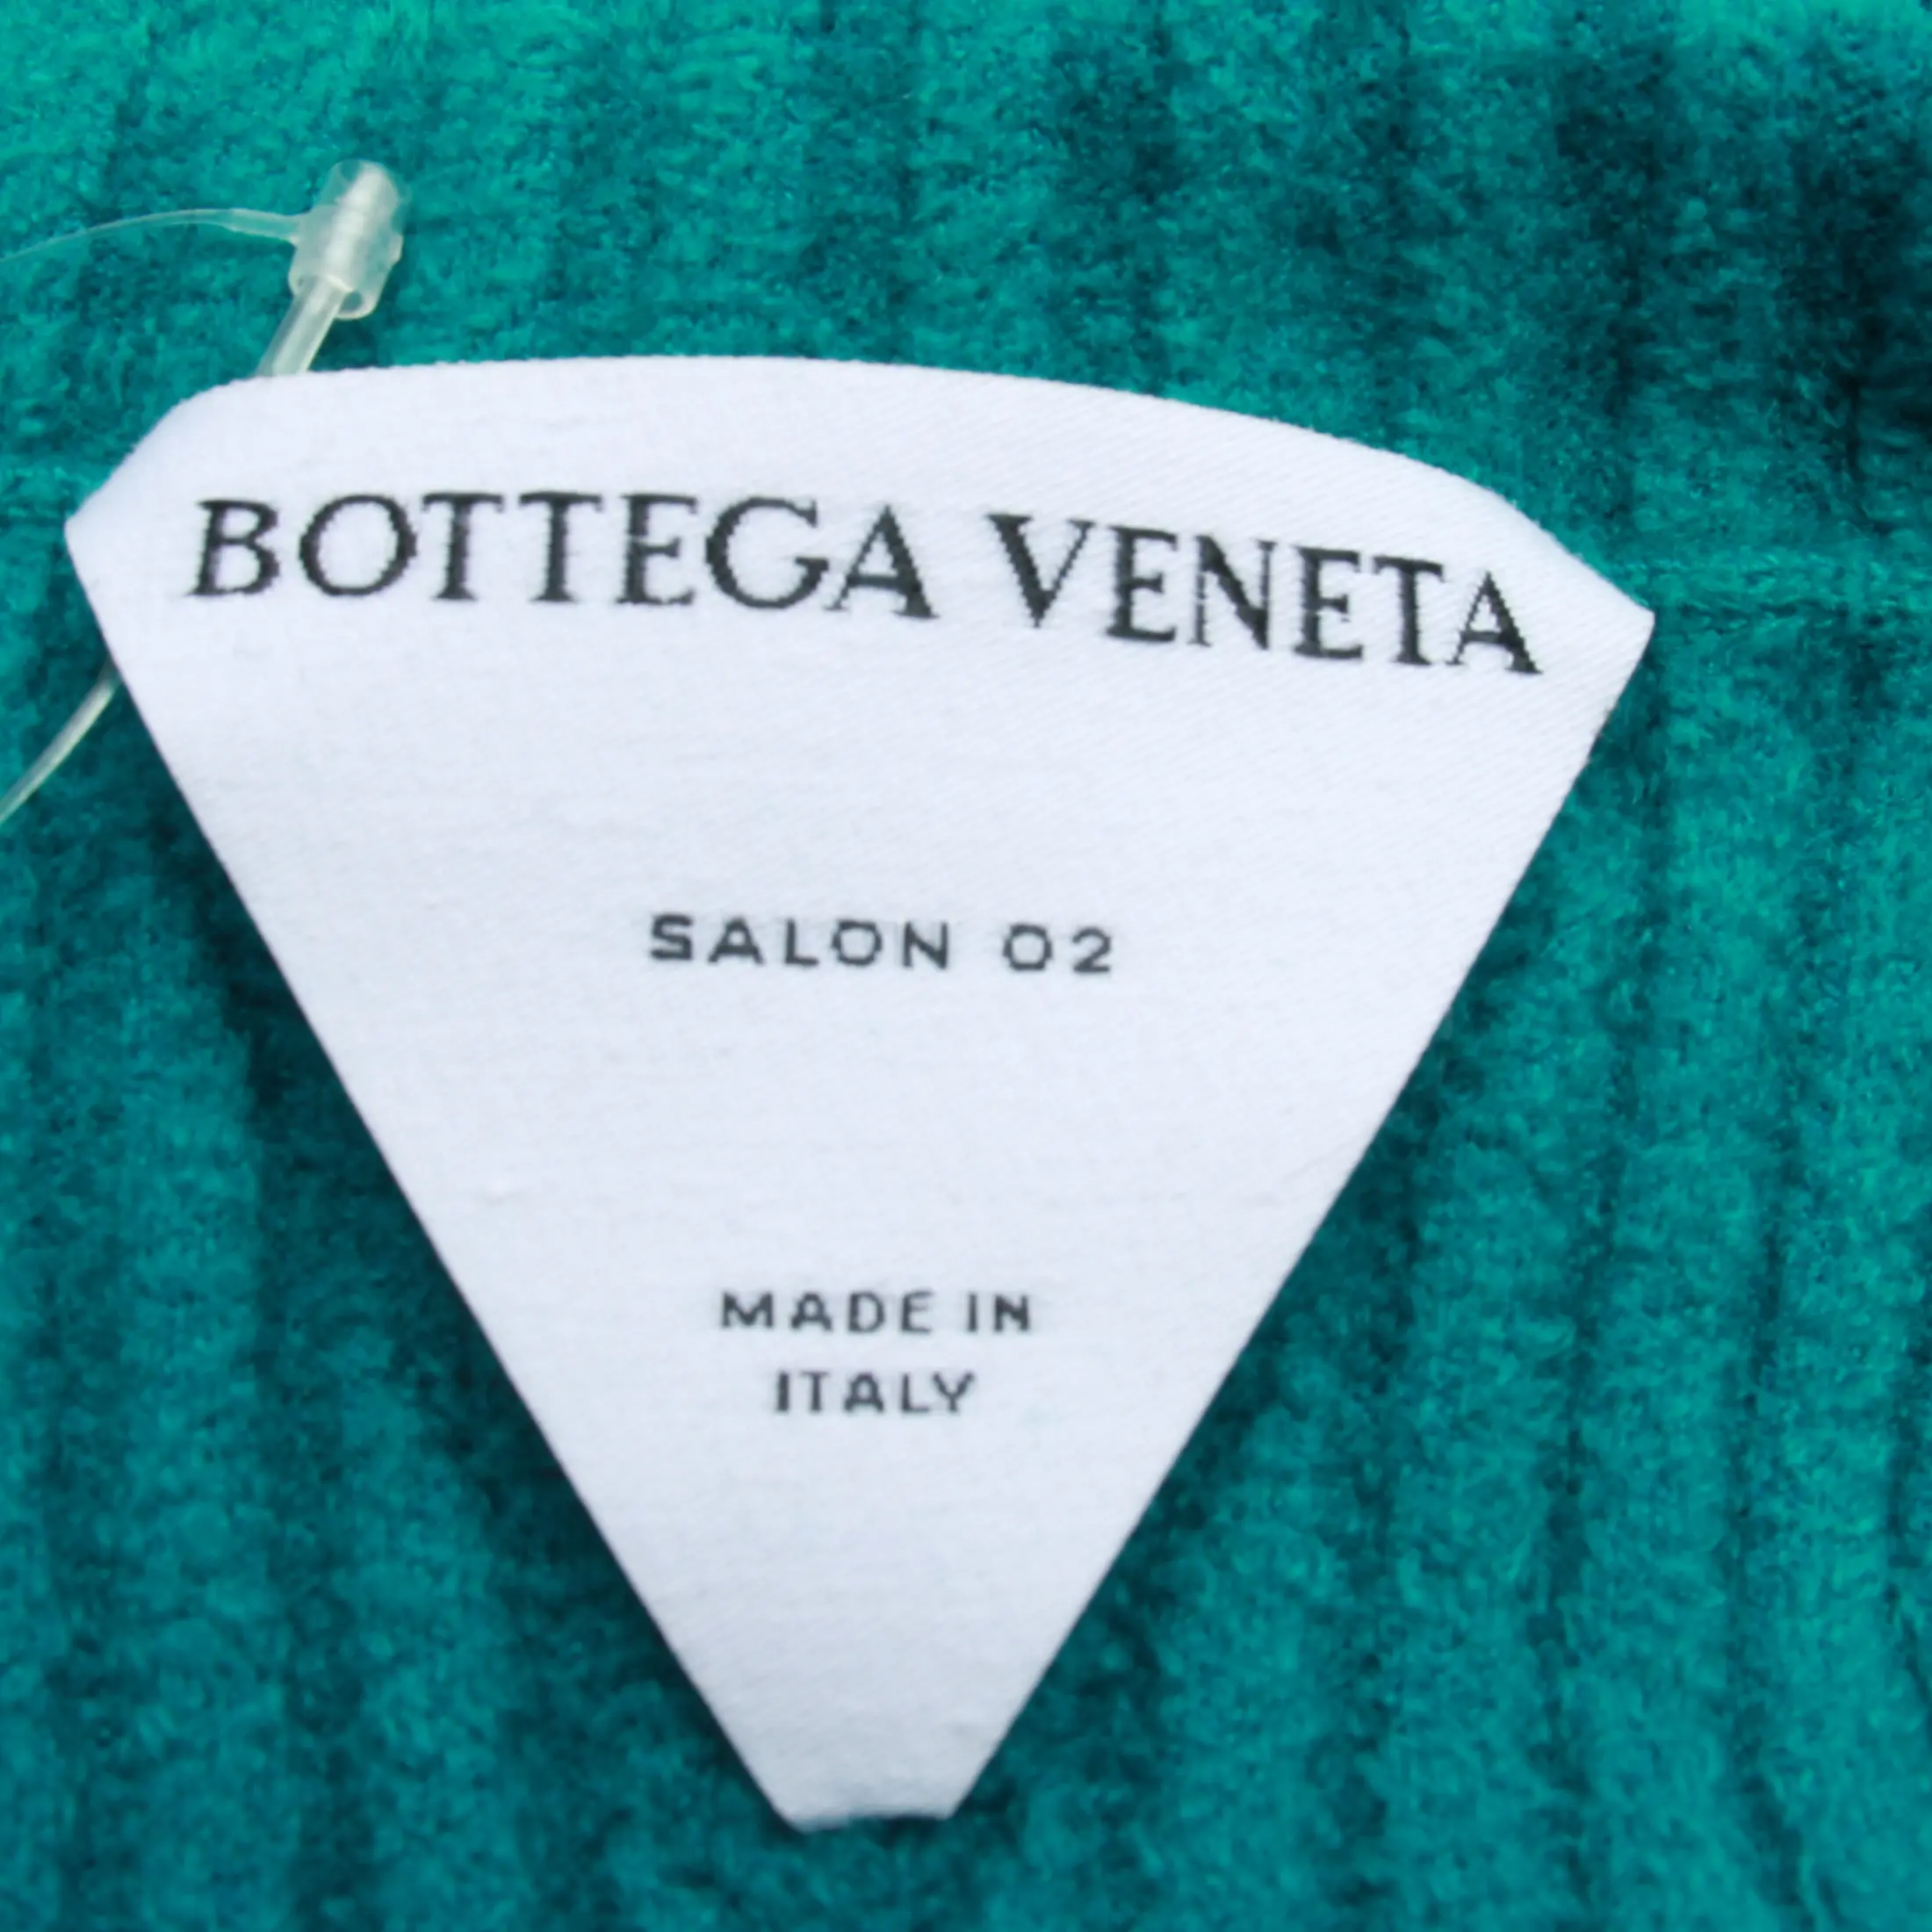 BOTTEGA VENETA
SALON 02
MADE IN
ITALY